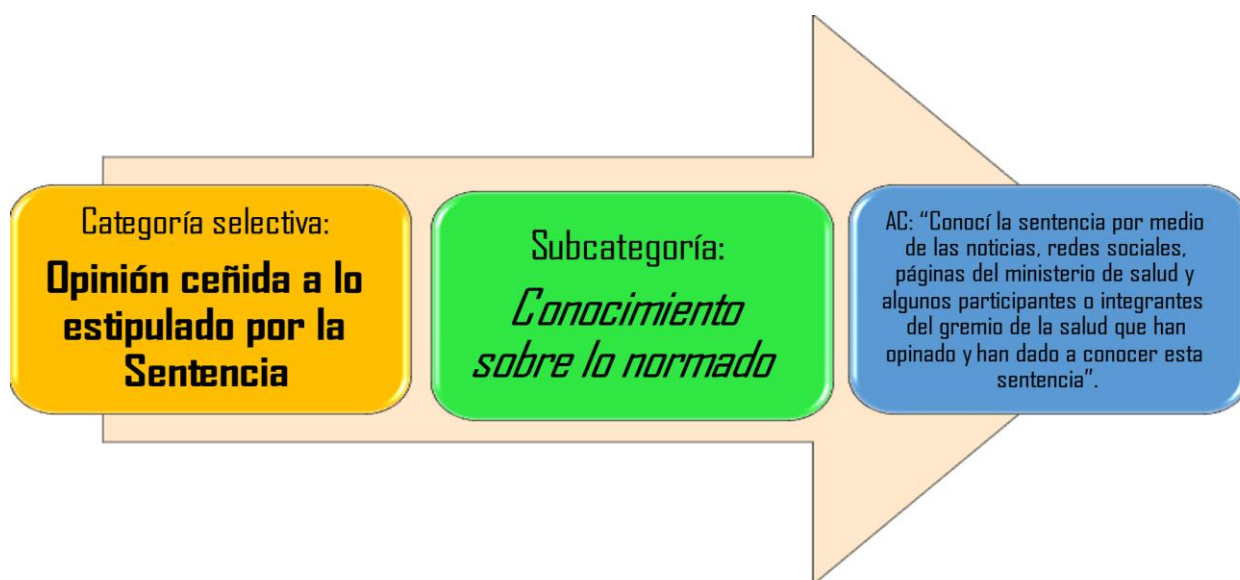 Categoría selectiva:
Opinión ceñida a lo
estipulado por la
Sentencia
Subcategoría:
Conocimiento
sobre lo normado
AC: “Conocí la sentencia por medio
de las noticias, redes sociales,
páginas del ministerio de salud y
algunos participantes o integrantes
del gremio de la salud que han
opinado y han dado a conocer esta
sentencia”.